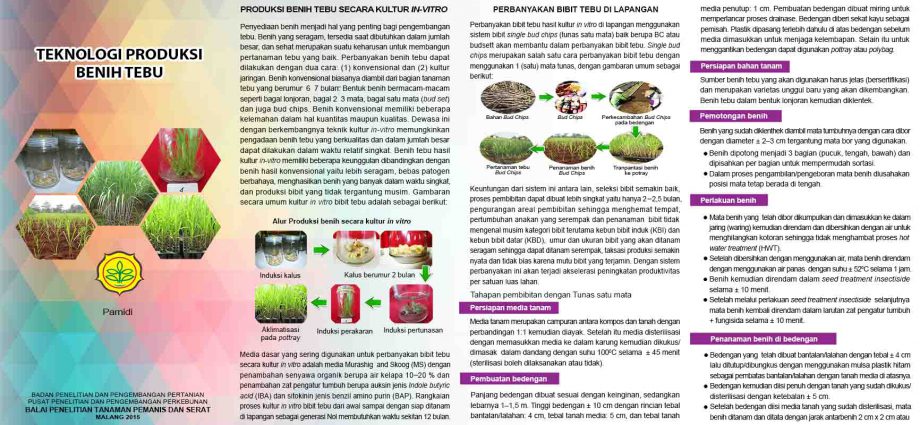 TEKNOLOGI PRODUKSI
BENIH TEBU
Pamidi
BADAN PENELITIAN DAN PENGEMBANGAN PERTANIAN
PUSAT PENELITIAN DAN PENGEMBANGAN PERKEBUNAN
BALAI PENELITIAN TANAMAN PEMANIS DAN SERAT
MALANG 2015
PRODUKSI BENIH TEBU SECARA KULTUR IN-VITRO
Penyediaan benih menjadi hal yang penting bagi pengembangan
tebu. Benih yang seragam, tersedia saat dibutuhkan dalam jumlah
besar, dan sehat merupakan suatu keharusan untuk membangun
pertanaman tebu yang baik. Perbanyakan benih tebu dapat
dilakukan dengan dua cara: (1) konvensional dan (2) kultur
jaringan. Benih konvensional biasanya diambil dari bagian tanaman
tebu yang berumur 6 7 bulan: Bentuk benih bermacam-macam
seperti bagal lonjoran, bagal 2 3 mata, bagal satu mata (bud set)
dan juga bud chips. Benih konvensional memiliki beberapa
kelemahan dalam hal kuantitas maupun kualitas. Dewasa ini
dengan berkembangnya teknik kultur in-vitro memungkinkan
pengadaan benih tebu yang berkualitas dan dalam jumlah besar
dapat dilakukan dalam waktu relatif singkat. Benih tebu hasil
kultur in-vitro memiliki beberapa keunggulan dibandingkan dengan
benih hasil konvensional yaitu lebih seragam, bebas patogen
berbahaya, menghasilkan benih yang banyak dalam waktu singkat,
dan produksi bibit yang tidak tergantung musim. Gambaran
secara umum kultur in vitro bibit tebu adalah sebagai berikut:
Alur Produksi benih secara kultur in vitro
Induksi kalus
Kalus berumur 2 bulan
Aklimatisasi
pada pottray
Induksi perakaran
Induksi pertunasan
Media dasar yang sering digunakan untuk perbanyakan bibit tebu
secara kultur in vitro adalah media Murashig and Skoog (MS) dengan
penambahan senyawa organik berupa air kelapa 10–20 % dan
penambahan zat pengatur tumbuh berupa auksin jenis Indole butyric
acid (IBA) dan sitokinin jenis benzil amino purin (BAP). Rangkaian
proses kultur in vitro bibit tebu dari awal sampai dengan siap ditanam
di lapangan sebagai generasi Nol membutuhkan waktu sekitar 12 bulan.
PERBANYAKAN BIBIT TEBU DI LAPANGAN
Perbanyakan bibit tebu hasil kultur in vitro di lapangan menggunakan
sistem bibit single bud chips (tunas satu mata) baik berupa BC atau
budsett akan membantu dalam perbanyakan bibit tebu. Single bud
chips merupakan salah satu cara perbanyakan bibit tebu dengan
menggunakan 1 (satu) mata tunas, dengan gambaran umum sebagai
berikut:
Bahan Bud Chips
Bud Chips
Perkecambahan Bud Chips
pada bedengan
Pertanaman tebu
Bud Chips
Penanaman benih
Bud Chips
Tranpantasi benih
ke potray
Keuntungan dari sistem ini antara lain, seleksi bibit semakin baik,
proses pembibitan dapat dibuat lebih singkat yaitu hanya 2–2,5 bulan,
pengurangan areal pembibitan sehingga menghemat tempat,
pertumbuhan anakan yang serempak dan penanaman bibit tidak
mengenal musim kategori bibit terutama kebun bibit induk (KBI) dan
kebun bibit datar (KBD), umur dan ukuran bibit yang akan ditanam
seragam sehingga dapat ditanam serempak, taksasi produksi semakin
nyata dan tidak bias karena mutu bibit yang terjamin. Dengan sistem
perbanyakan ini akan terjadi akselerasi peningkatan produktivitas
per satuan luas lahan.
Tahapan pembibitan dengan Tunas satu mata
Persiapan media tanam
Media tanam merupakan campuran antara kompos dan tanah dengan
perbandingan 1:1 kemudian diayak. Setelah itu media disterilisasi
dengan memasukkan media ke dalam karung kemudian dikukus/
dimasak dalam dandang dengan suhu 100ºC selama ± 45 menit
(sterilisasi boleh dilaksanakan atau tidak).
Pembuatan bedengan
Panjang bedengan dibuat sesuai dengan keinginan, sedangkan
lebarnya 1–1,5 m. Tinggi bedengan ± 10 cm dengan rincian tebal
bantalan/alahan: 4 cm, tebal tanah media: 5 cm, dan tebal tanah
media penutup: 1 cm. Pembuatan bedengan dibuat miring untuk
memperlancar proses drainase. Bedengan diberi sekat kayu sebagai
pemisah. Plastik dipasang terlebih dahulu di atas bedengan sebelum
media dimasukkan untuk menjaga kelembapan. Selain itu untuk
menggantikan bedengan dapat digunakan pottray atau polybag.
Persiapan bahan tanam
Sumber benih tebu yang akan digunakan harus jelas (bersertifikasi)
dan merupakan varietas unggul baru yang akan dikembangkan.
Benih tebu dalam bentuk lonjoran kemudian diklentek.
Pemotongan benih
Benih yang sudah diklenthek diambil mata tumbuhnya dengan cara dibor
dengan diameter ± 2–3 cm tergantung mata bor yang digunakan.
● Benih dipotong menjadi 3 bagian (pucuk, tengah, bawah) dan
dipisahkan per bagian untuk mempermudah sortasi.
● Dalam proses pengambilan/pengeboran mata benih diusahakan
posisi mata tetap berada di tengah.
Perlakuan benih
● Mata benih yang telah dibor dikumpulkan dan dimasukkan ke dalam
jaring (waring) kemudian direndam dan dibersihkan dengan air untuk
menghilangkan kotoran sehingga tidak menghambat proses hot
water treatment (HWT).
● Setelah dibersihkan dengan menggunakan air, mata benih direndam
dengan menggunakan air panas dengan suhu ± 52ºC selama 1 jam.
● Benih kemudian direndam dalam seed treatment insectiside
selama ± 10 menit.
● Setelah melalui perlakuan seed treatment insectiside selanjutnya
mata benih kembali direndam dalam larutan zat pengatur tumbuh
+ fungisida selama ± 10 menit.
Penanaman benih di bedengan
● Bedengan yang telah dibuat bantalan/alahan dengan tebal ± 4 cm
lalu ditutup/dibungkus dengan menggunakan mulsa plastik hitam
sebagai pembatas bantalan/alahan dengan tanah media di atasnya.
● Bedengan kemudian diisi penuh dengan tanah yang sudah dikukus/
disterilisasi dengan ketebalan ± 5 cm.
● Setelah bedengan diisi media tanah yang sudah disterilisasi, mata
benih ditanam dan ditata dengan jarak antarbenih 2 cm x 2 cm atau